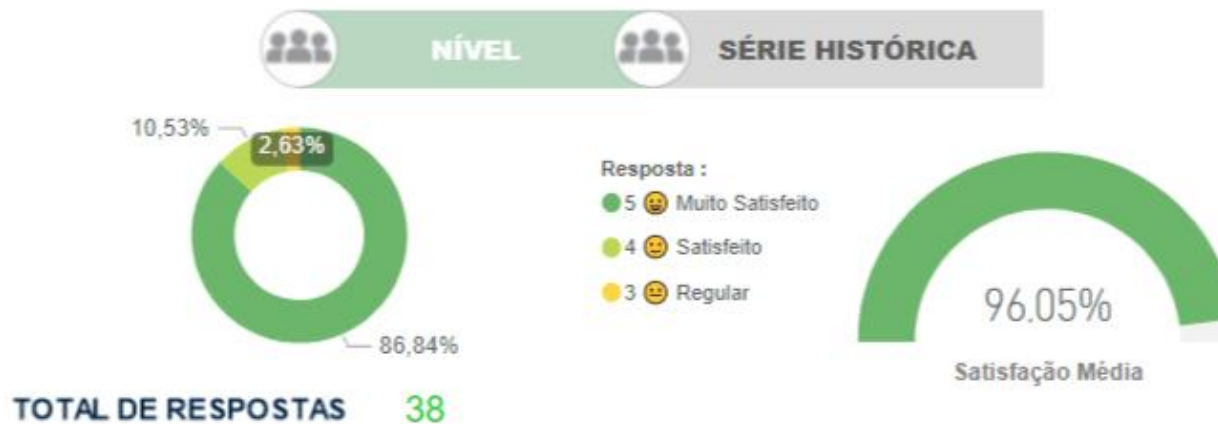 NÍVEL
SÉRIE HISTÓRICA
10,53%
2,63%
86,84%
Resposta :
5 Muito Satisfeito
4 Satisfeito
3 Regular
96.05%
Satisfação Média
TOTAL DE RESPOSTAS 38